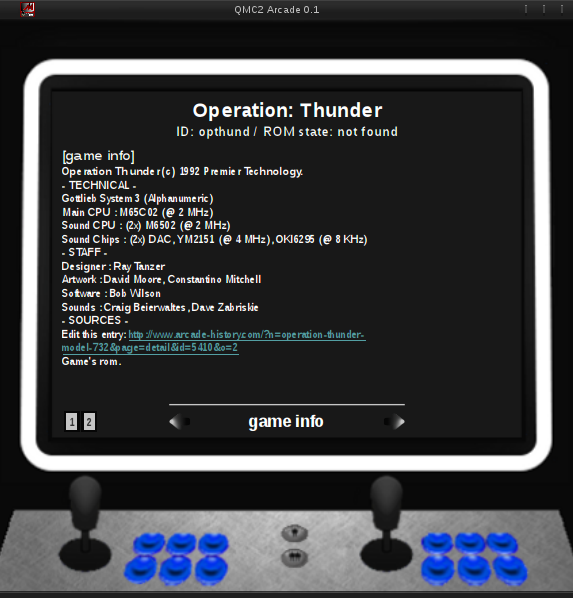 QMC2 Arcade 0.1
Operation: Thunder
ID: opthund / ROM state: not found
[game info]
Operation Thunder (c) 1992 Premier Technology.
- TECHNICAL -
Gottlieb System 3 (Alphanumeric)
Main CPU : M65C02 (@ 2 MHz)
Sound CPU : (2x) M6502 (@ 2 MHz)
Sound Chips : (2x) DAC, YM2151 (@ 4 MHz), OKI6295 (@ 8 KHz)
- STAFF -
Designer : Ray Tanzer
Artwork : David Moore, Constantino Mitchell
Software : Bob Wilson
Sounds : Craig Beierwaltes, Dave Zabriskie
- SOURCES -
Edit this entry: http://www.arcade-history.com/?n=operation-thunder-
model-732&page=detail&id=5410&o=2
Game's rom.
1 2
game info